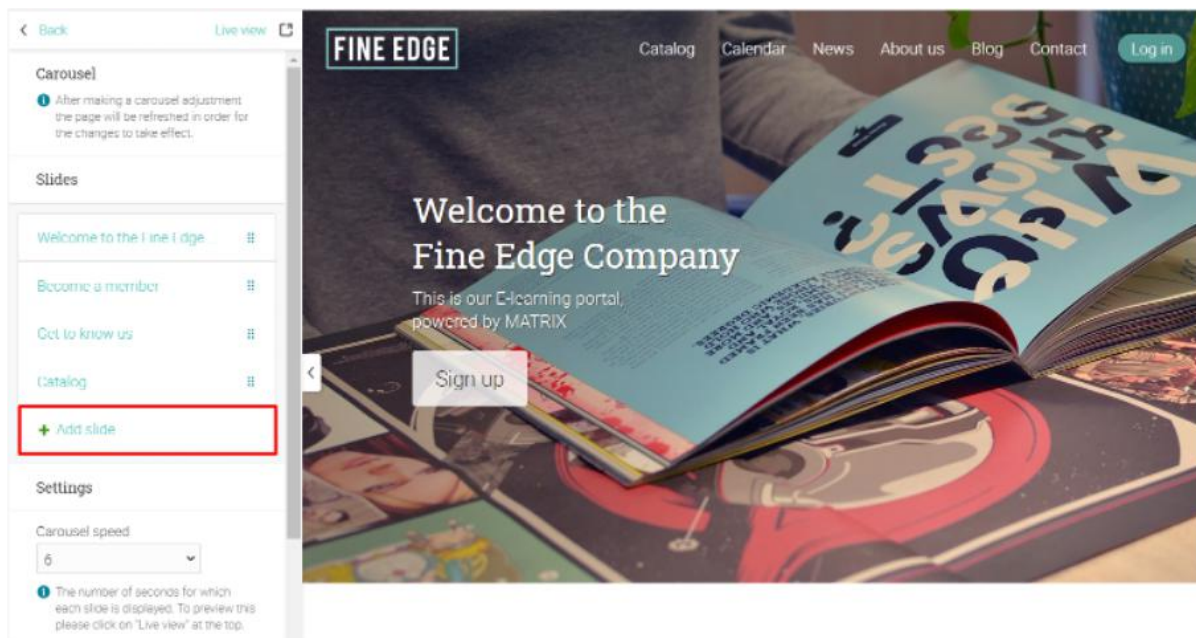 Back
Live view
Carousel
After making a carousel adjustment
the page will be refreshed in order for
the changes to take effect.
Slides
Welcome to the Fine Edge
Become a member
Get to know us
Catalog
+ Add slide
Settings
Carousel speed
6
The number of seconds for which
each slide is displayed. To preview this
please click on "Live view" at the top.
FINE EDGE
Catalog
Calendar
News
About us
Blog
Contact
Log in
Welcome to the
Fine Edge Company
This is our E-learning portal,
powered by MATRIX
Sign up